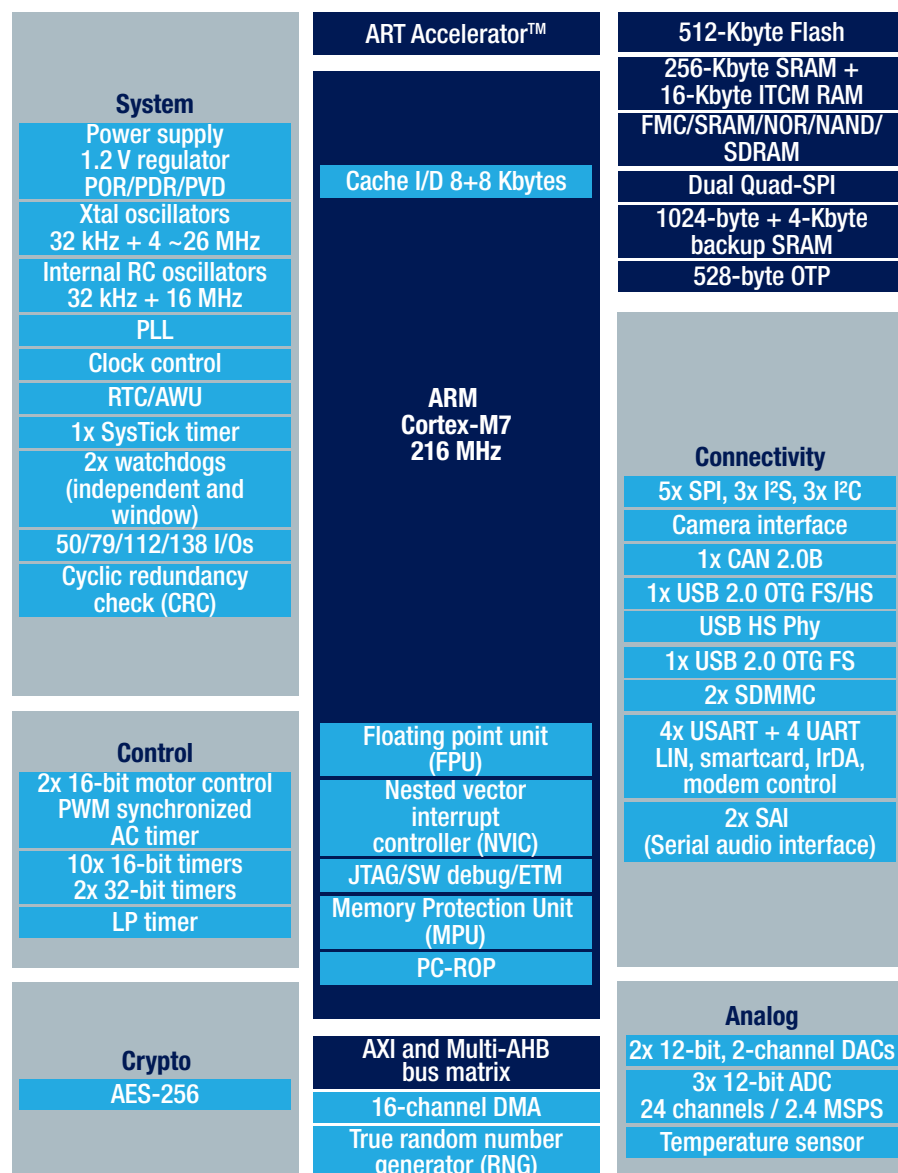 System
Power supply
1.2 V regulator
POR/PDR/PVD
Xtal oscillators
32 kHz + 4 ~26 MHz
Internal RC oscillators
32 kHz + 16 MHz
PLL
Clock control
RTC/AWU
1x SysTick timer
2x watchdogs
(independent and
window)
50/79/112/138 I/Os
Cyclic redundancy
check (CRC)
Control
2x 16-bit motor control
PWM synchronized
AC timer
10x 16-bit timers
2x 32-bit timers
LP timer
Crypto
AES-256
ART Accelerator™
Cache I/D 8+8 Kbytes
ARM
Cortex-M7
216 MHz
Floating point unit
(FPU)
Nested vector
interrupt
controller (NVIC)
JTAG/SW debug/ETM
Memory Protection Unit
(MPU)
PC-ROP
AXI and Multi-AHB
bus matrix
16-channel DMA
True random number
generator (RNG)
512-Kbyte Flash
256-Kbyte SRAM +
16-Kbyte ITCM RAM
FMC/SRAM/NOR/NAND/
SDRAM
Dual Quad-SPI
1024-byte + 4-Kbyte
backup SRAM
528-byte OTP
Connectivity
5x SPI, 3x I²S, 3x I²C
Camera interface
1x CAN 2.0B
1x USB 2.0 OTG FS/HS
USB HS Phy
1x USB 2.0 OTG FS
2x SDMMC
4x USART + 4 UART
LIN, smartcard, IrDA,
modem control
2x SAI
(Serial audio interface)
Analog
2x 12-bit, 2-channel DACs
3x 12-bit ADC
24 channels / 2.4 MSPS
Temperature sensor